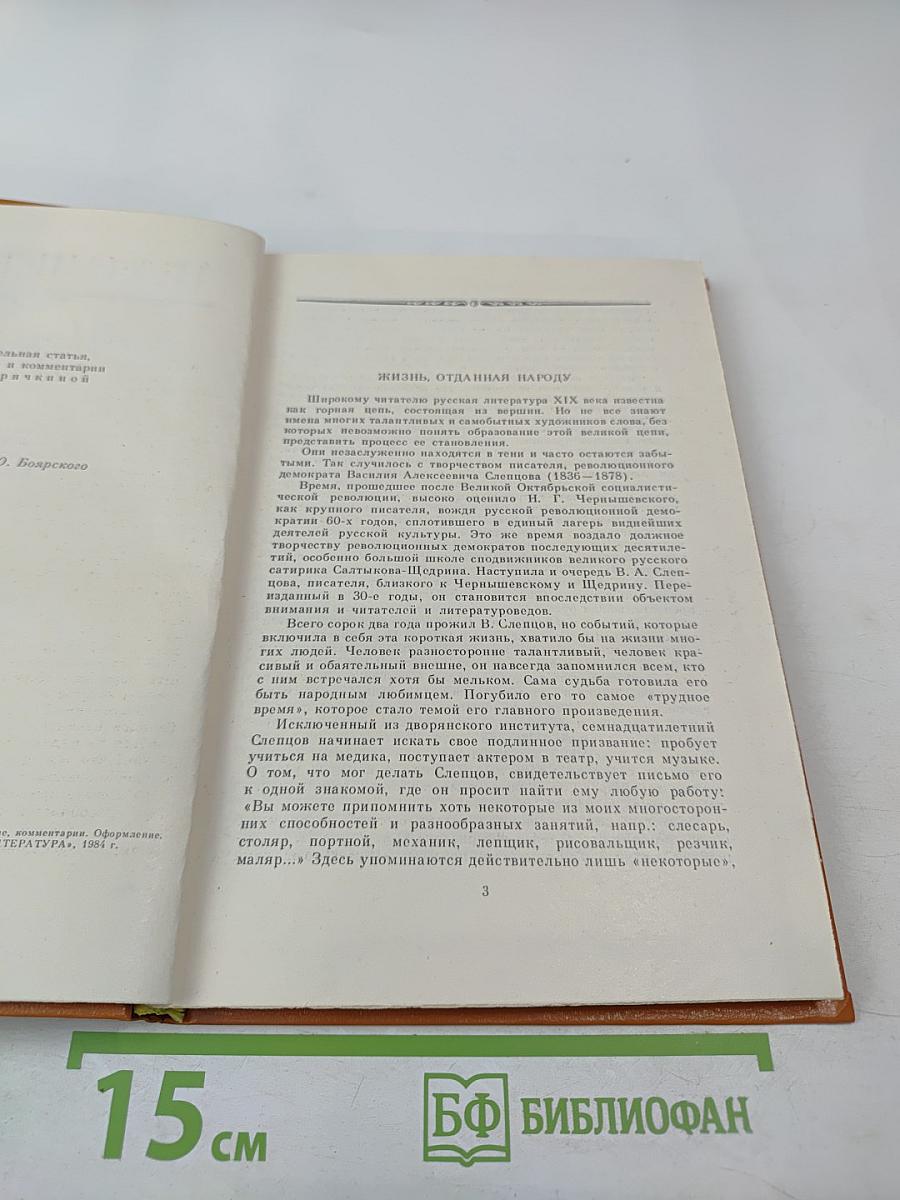 ельная статья,
и комментарии
ричкиной
О. Боярского
ие, комментарии. Оформление.
ТЕРАТУРА», 1984 г.
ЖИЗНЬ, ОТДАННАЯ НАРОДУ
Широкому читателю русская литература XIX века известна
как горная цепь, состоящая из вершин. Но не все знают
имена многих талантливых и самобытных художников слова, без
которых невозможно понять образование этой великой цепи,
представить процесс ее становления.
Они незаслуженно находятся в тени и часто остаются забы-
тыми. Так случилось с творчеством писателя, революционного
демократа Василия Алексеевича Слепцова (1836—1878).
Время, прошедшее после Великой Октябрьской социалисти-
ческой революции, высоко оценило Н. Г. Чернышевского,
как крупного писателя, вождя русской революционной демо-
кратии 60-х годов, сплотившего в единый лагерь виднейших
деятелей русской культуры. Это же время воздало должное
творчеству революционных демократов последующих десятиле-
тий, особенно большой школе сподвижников великого русского
сатирика Салтыкова-Щедрина. Наступила и очередь В. А. Слеп-
цова, писателя, близкого к Чернышевскому и Щедрину. Пере-
изданный в 30-е годы, он становится впоследствии объектом
внимания и читателей и литературоведов.
Всего сорок два года прожил В. Слепцов, но событий, которые
включила в себя эта короткая жизнь, хватило бы на жизни мно-
гих людей. Человек разносторонне талантливый, человек кра-
сивый и обаятельный внешне, он навсегда запомнился всем, кто
с ним встречался хотя бы мельком. Сама судьба готовила его
быть народным любимцем. Погубило его то самое «трудное
время», которое стало темой его главного произведения.
Исключенный из дворянского института, семнадцатилетний
Слепцов начинает искать свое подлинное призвание: пробует
учиться на медика, поступает актером в театр, учится музыке.
О том, что мог делать Слепцов, свидетельствует письмо его
к одной знакомой, где он просит найти ему любую работу:
«Вы можете припомнить хоть некоторые из моих многосторон-
них способностей и разнообразных занятий, напр.: слесарь,
столяр, портной, механик, лепщик, рисовальщик, резчик,
маляр...» Здесь упоминаются действительно лишь «некоторые»,
3
15 см
БФ БИБЛИОФАН